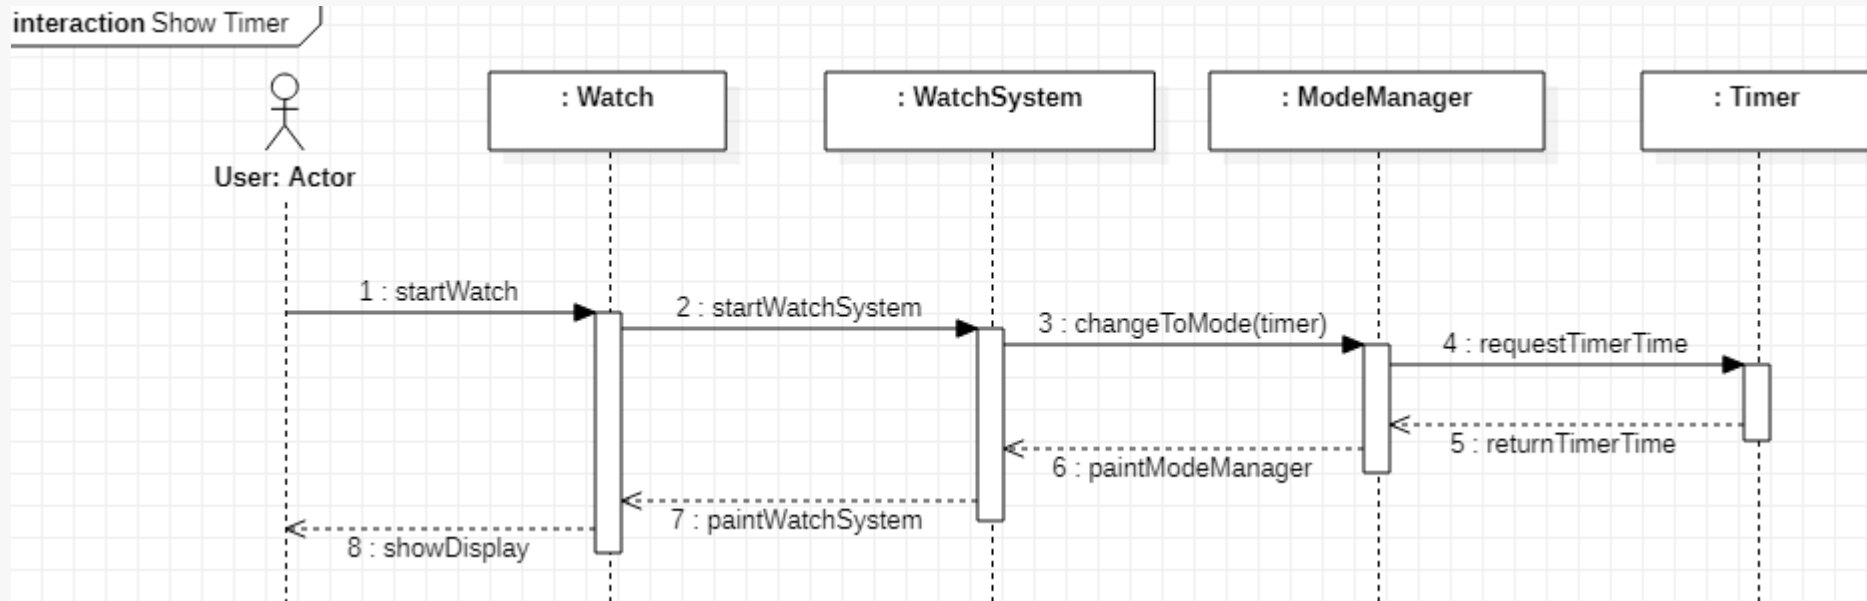 interaction Show Timer
: Watch
: WatchSystem
: ModeManager
: Timer
User: Actor
1 : startWatch
2 : startWatchSystem
3 : changeToMode(timer)
4 : requestTimerTime
5 : returnTimerTime
6 : paintModeManager
7 : paintWatchSystem
8 : showDisplay